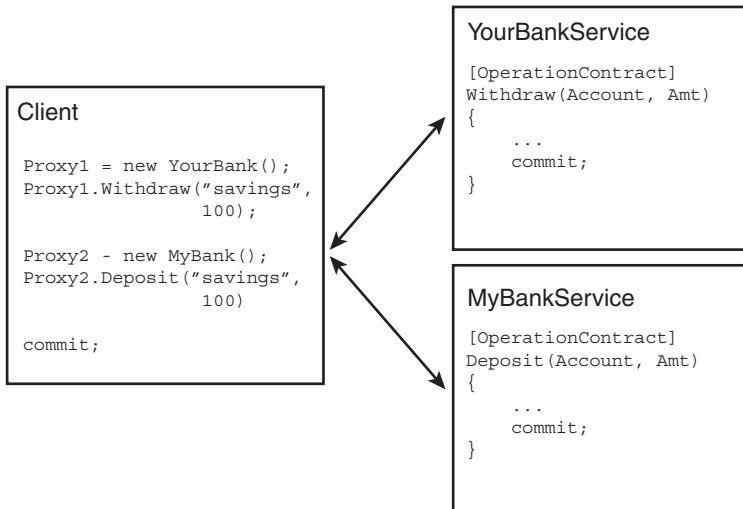 Client
Proxy1 = new YourBank();
Proxy1.Withdraw(”savings”,
100);
Proxy2 - new MyBank();
Proxy2.Deposit(”savings”,
100)
commit;
YourBankService
[OperationContract]
Withdraw(Account, Amt)
{
...
commit;
}
MyBankService
[OperationContract]
Deposit(Account, Amt)
{
...
commit;
}